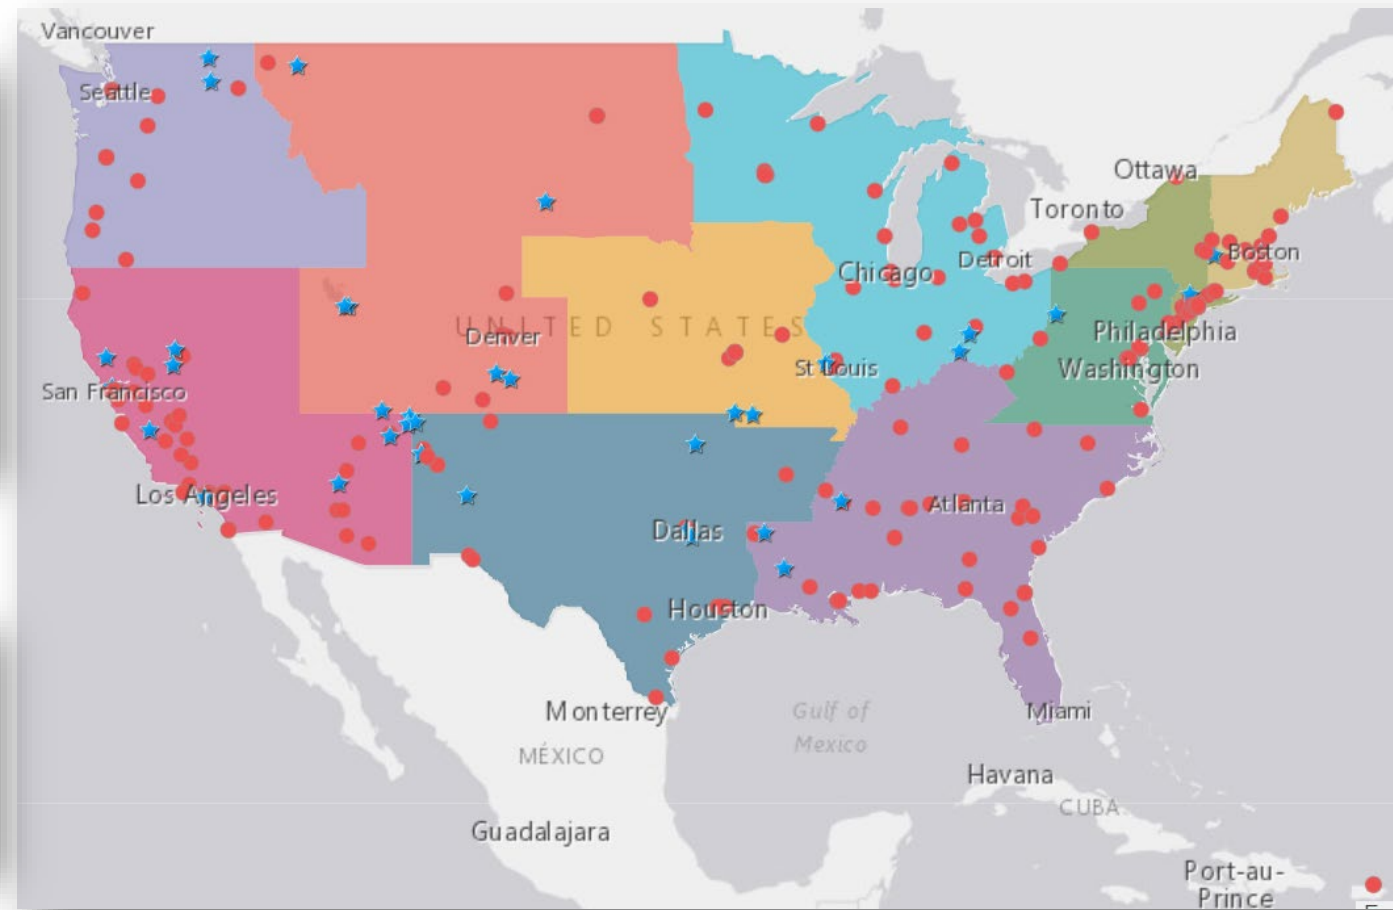 Vancouver
Seattle
Ottawa
Toronto
Boston
Detroit
Chicago
UNITED STATES
Denver
Philadelphia
St Louis
Washington
San Francisco
Los Angeles
Atlanta
Dallas
Houston
Monterrey
Gulf of
Mexico
Miami
MÉXICO
Havana
CUBA
Guadalajara
Port-au-
Prince